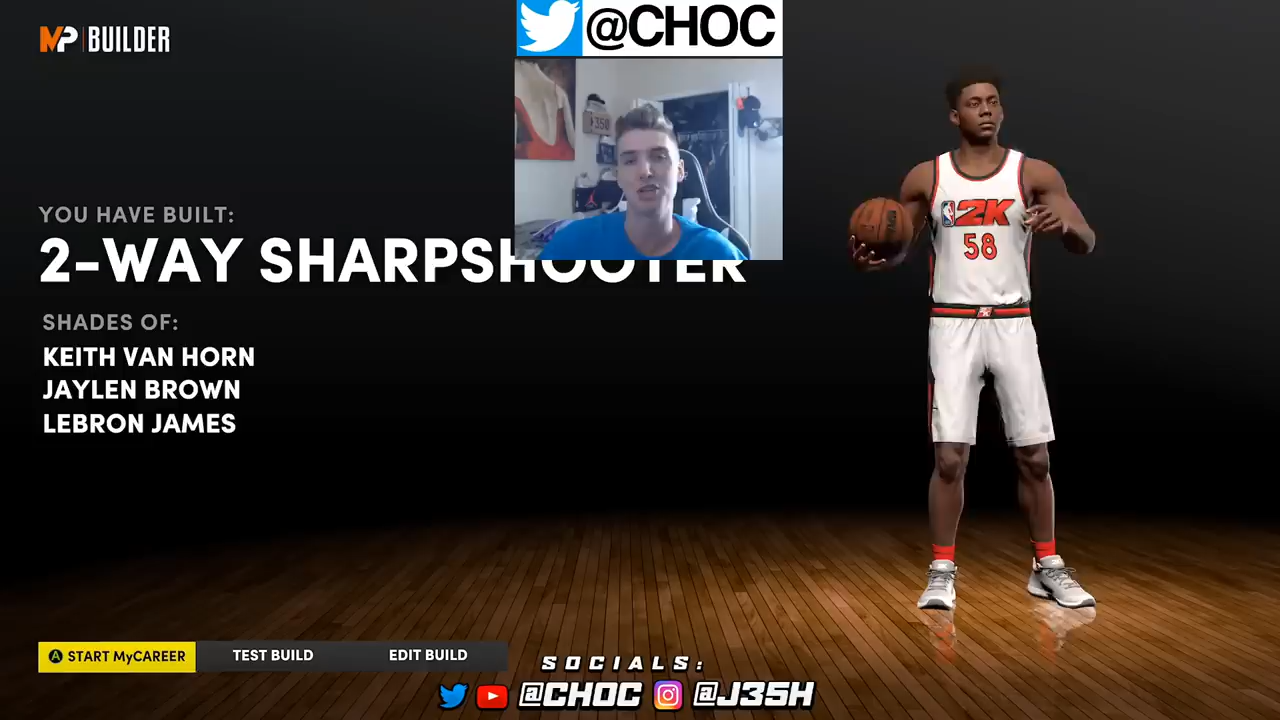 MP BUILDER
@CHOC
350
YOU HAVE BUILT:
2-WAY SHARPSHOOTER
SHADES OF:
KEITH VAN HORN
JAYLEN BROWN
LEBRON JAMES
2K
58
A START MyCAREER TEST BUILD EDIT BUILD
SOCIALS:
@CHOC @J35H